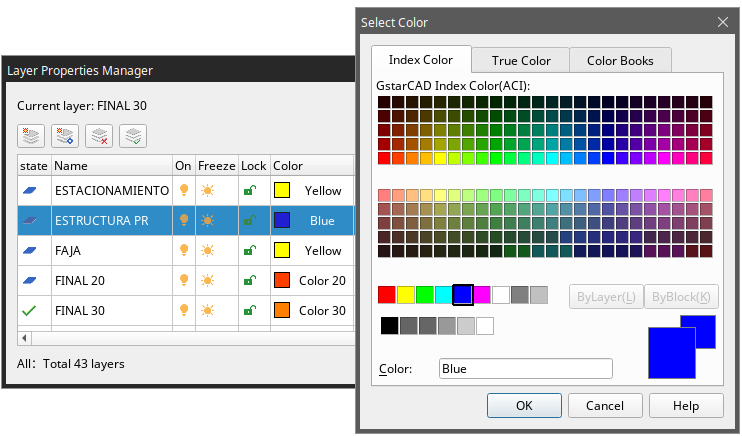 Layer Properties Manager
Current layer: FINAL 30
state Name On Freeze Lock Color
ESTACIONAMIENTO Yellow
ESTRUCTURA PR Blue
FAJA Yellow
FINAL 20 Color 20
FINAL 30 Color 30
All: Total 43 layers
Select Color
Index Color True Color Color Books
GstarCAD Index Color(ACI):
ByLayer(L) ByBlock(K)
Color: Blue
OK Cancel Help